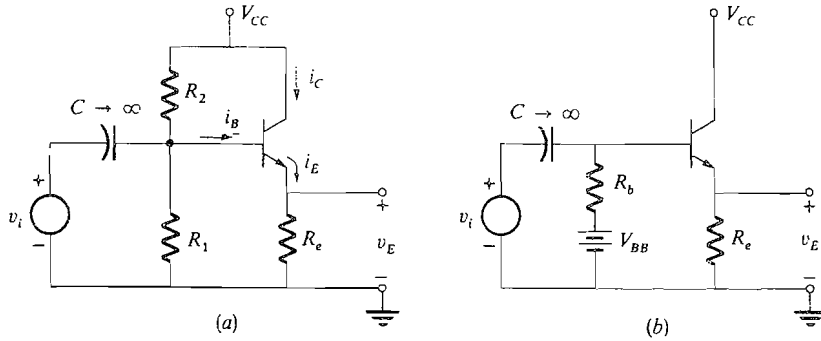 V_CC
R_2
i_C
C → ∞
i_B
i_E
+
v_i
−
R_1
R_e
+
v_E
−
(a)
V_CC
C → ∞
R_b
+
v_i
−
V_BB
R_e
+
v_E
−
(b)